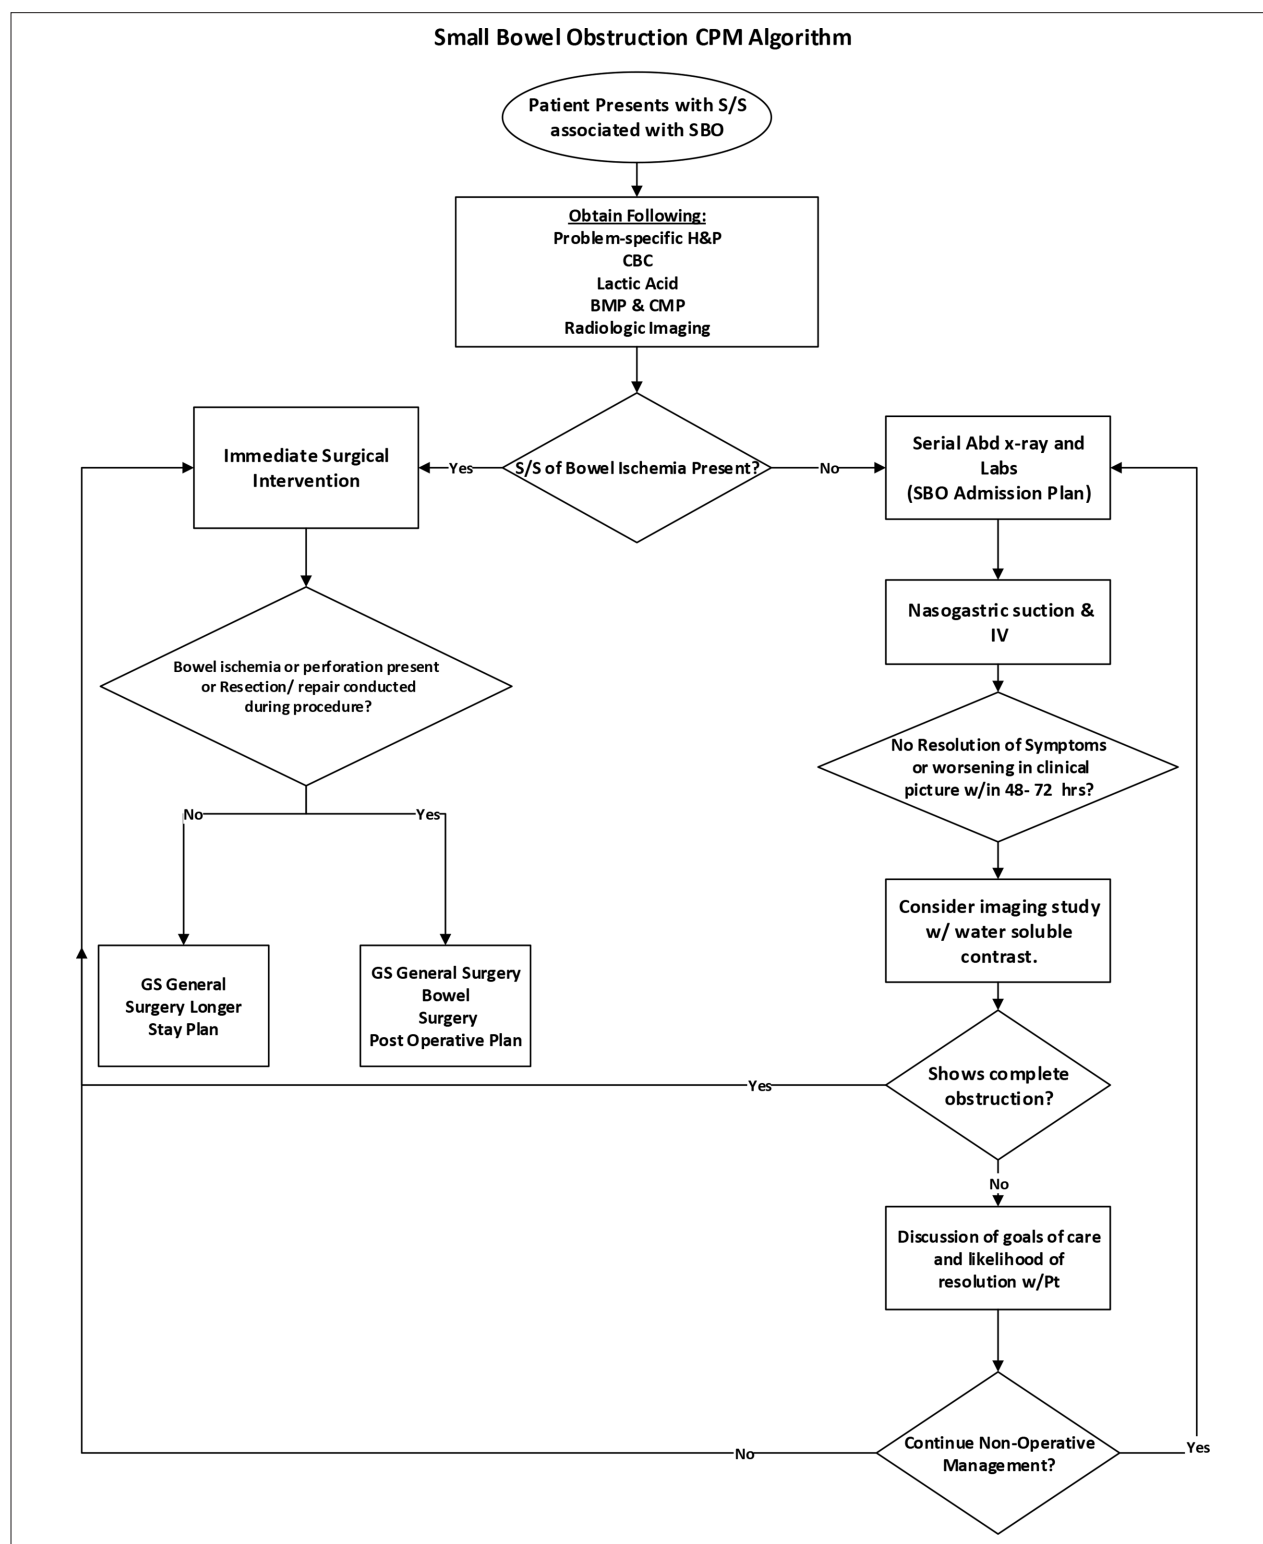 Small Bowel Obstruction CPM Algorithm
Patient Presents with S/S
associated with SBO
Obtain Following:
Problem-specific H&P
CBC
Lactic Acid
BMP & CMP
Radiologic Imaging
Immediate Surgical
Intervention
Yes
S/S of Bowel Ischemia Present?
No
Serial Abd x-ray and
Labs
(SBO Admission Plan)
Nasogastric suction &
IV
Bowel ischemia or perforation present
or Resection/ repair conducted
during procedure?
No Resolution of Symptoms
or worsening in clinical
picture w/in 48- 72 hrs?
No
Yes
Consider imaging study
w/ water soluble
contrast.
GS General
Surgery Longer
Stay Plan
GS General Surgery
Bowel
Surgery
Post Operative Plan
Shows complete
obstruction?
Yes
No
Discussion of goals of care
and likelihood of
resolution w/Pt
Continue Non-Operative
Management?
No
Yes